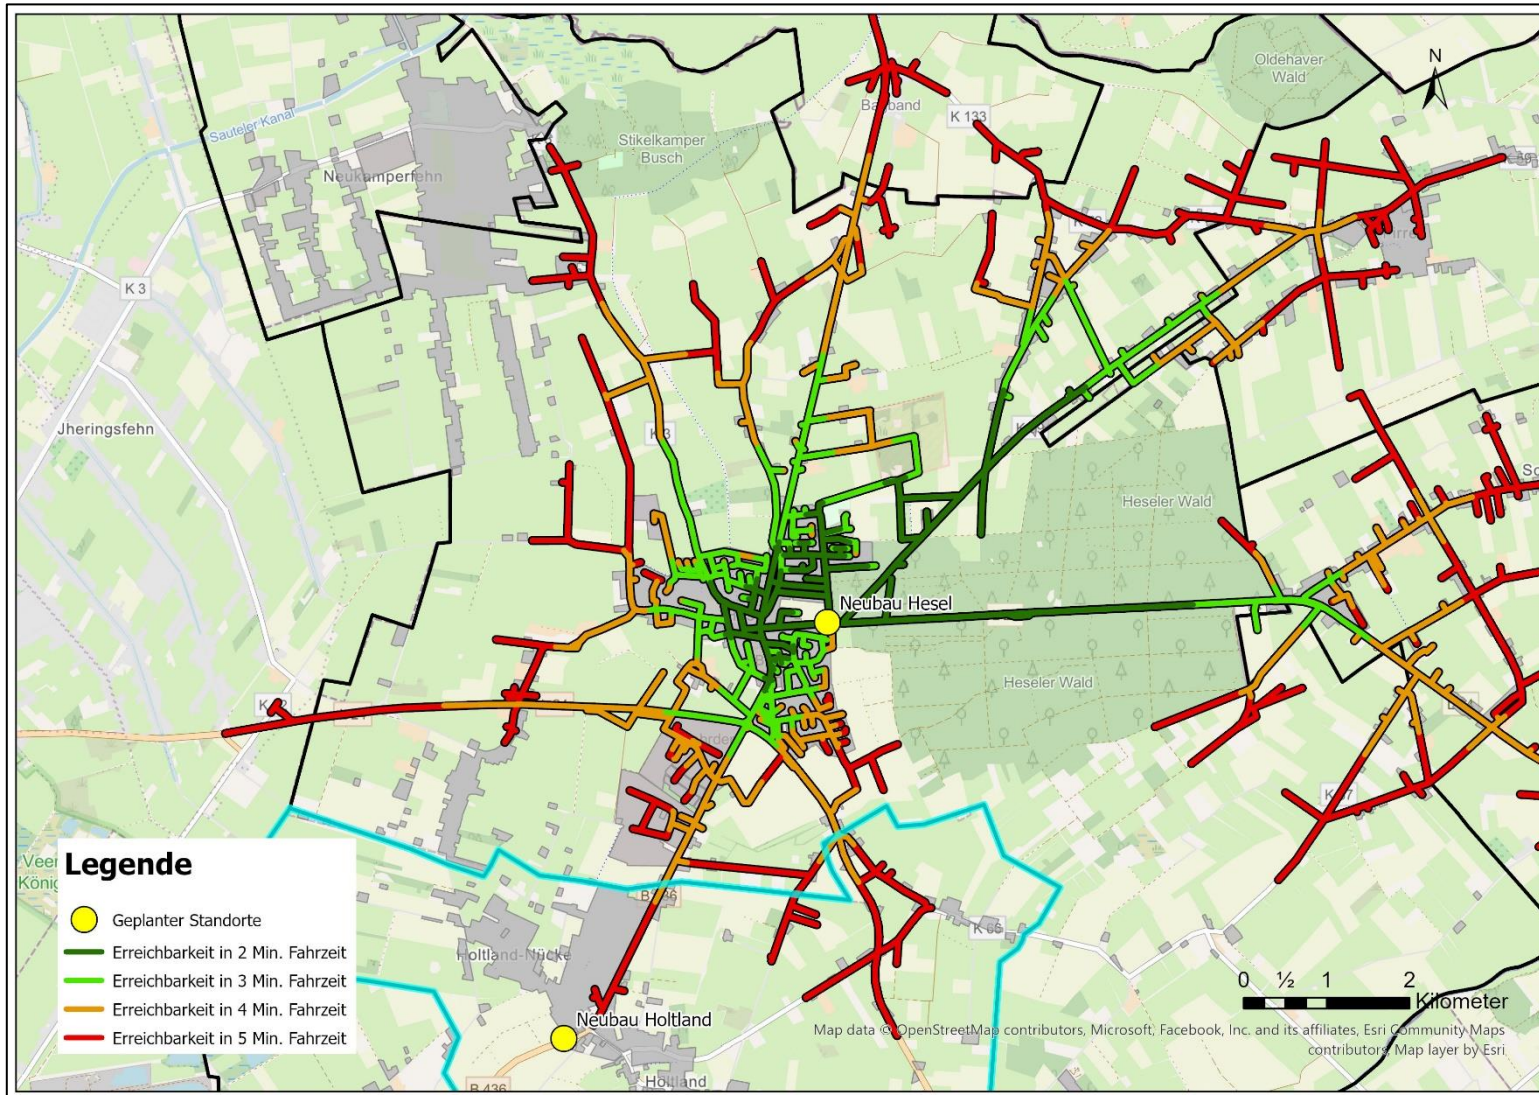 Oldehaver
Wald
N
K 133
Sauteler Kanal
Stikelkamper
Busch
Neukamperfehn
K 3
K 3
Jheringsfehn
Heseler Wald
Neubau Hesel
Heseler Wald
Legende
Geplanter Standorte
Erreichbarkeit in 2 Min. Fahrzeit
Erreichbarkeit in 3 Min. Fahrzeit
Erreichbarkeit in 4 Min. Fahrzeit
Erreichbarkeit in 5 Min. Fahrzeit
K 66
Holtland-Nücke
Neubau Holtland
Holtland
B 436
0 ½ 1 2
Kilometer
Map data © OpenStreetMap contributors, Microsoft, Facebook, Inc. and its affiliates, Esri Community Maps
contributors, Map layer by Esri